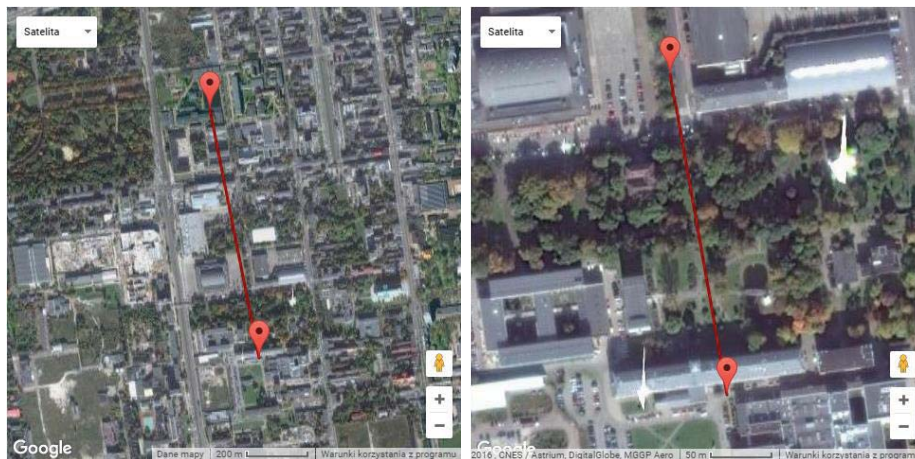 Satelita
Google
Dane mapy
200 m
Warunki korzystania z programu
Satelita
Google
2016 , CNES / Astrium, DigitalGlobe, MGGP Aero
50 m
Warunki korzystania z programu